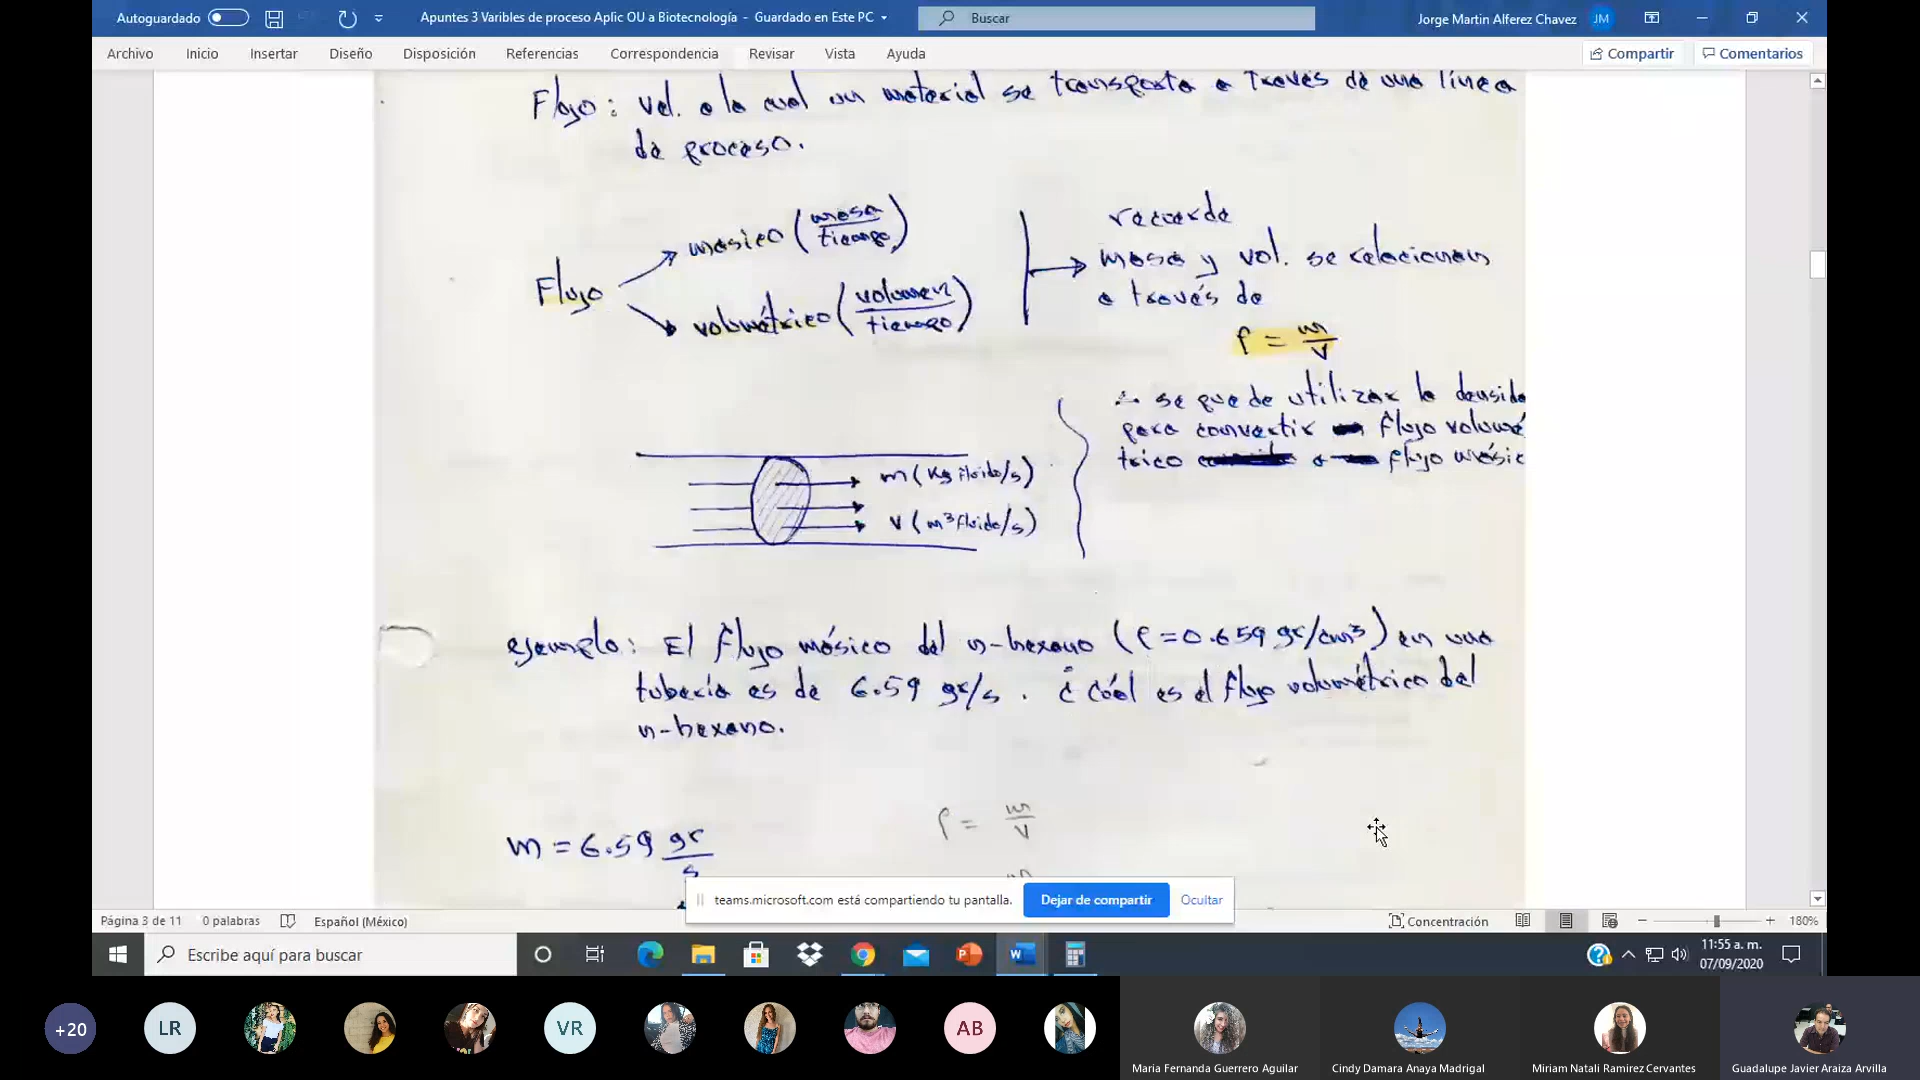 Autoguardado
Apuntes 3 Varibles de proceso Aplic OU a Biotecnología - Guardado en Este PC
Buscar
Jorge Martin Alferez Chavez
JM
Archivo Inicio Insertar Diseño Disposición Referencias Correspondencia Revisar Vista Ayuda
Compartir
Comentarios
Flujo: vel. a la cual un material se transporta a través de una línea
de proceso.
Flujo
másico (masa/tiempo)
volumétrico (volumen/tiempo)
recuerde
masa y vol. se relacionan
a través de
ρ = m/V
∴ se puede utilizar la densida
para convertir flujo volumé
trico a flujo másic
m (Kg fluido/s)
V (m³ fluido/s)
ejemplo: El flujo másico del n-hexano (ρ=0.659 gr/cm³) en una
tubería es de 6.59 gr/s. ¿Cúal es el flujo volumétrico del
n-hexano.
ρ = m/V
m = 6.59 gr/s
teams.microsoft.com está compartiendo tu pantalla.
Dejar de compartir
Ocultar
Página 3 de 11
0 palabras
Español (México)
Concentración
180%
Escribe aquí para buscar
11:55 a. m.
07/09/2020
+20
LR
VR
AB
Maria Fernanda Guerrero Aguilar
Cindy Damara Anaya Madrigal
Miriam Natali Ramirez Cervantes
Guadalupe Javier Araiza Arvilla